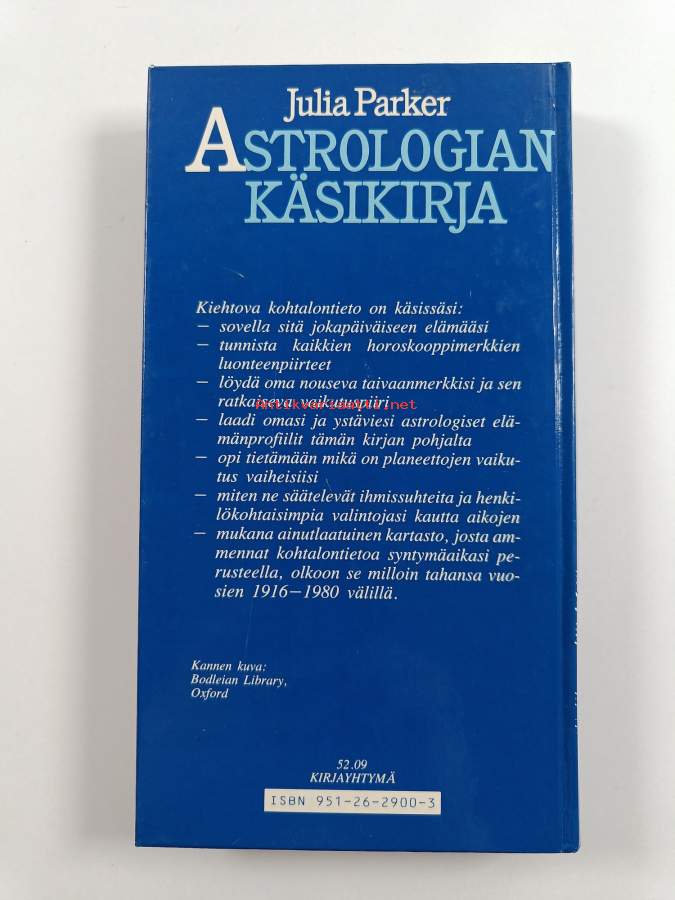 Julia Parker
ASTROLOGIAN
KÄSIKIRJA
Kiehtova kohtalontieto on käsissäsi:
— sovella sitä jokapäiväiseen elämääsi
— tunnista kaikkien horoskooppimerkkien
luonteenpiirteet
— löydä oma nouseva taivaanmerkkisi ja sen
ratkaiseva vaikutuspiiri
antikvariaatti.net
— laadi omasi ja ystäviesi astrologiset elä-
mänprofiilit tämän kirjan pohjalta
— opi tietämään mikä on planeettojen vaiku-
tus vaiheisiisi
— miten ne säätelevät ihmissuhteita ja henki-
lökohtaisimpia valintojasi kautta aikojen
— mukana ainutlaatuinen kartasto, josta am-
mennat kohtalontietoa syntymäaikasi pe-
rusteella, olkoon se milloin tahansa vuo-
sien 1916—1980 välillä.
Kannen kuva:
Bodleian Library,
Oxford
52.09
KIRJAYHTYMÄ
ISBN 951-26-2900-3